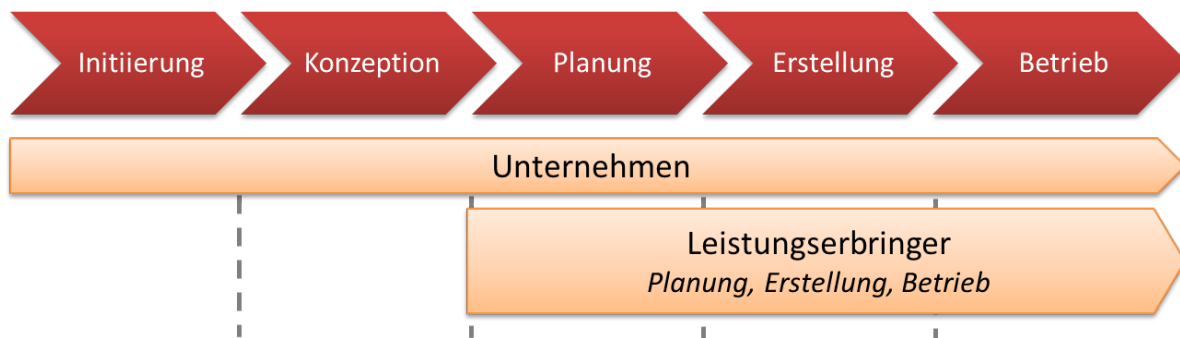 Initiierung
Konzeption
Planung
Erstellung
Betrieb
Unternehmen
Leistungserbringer
Planung, Erstellung, Betrieb